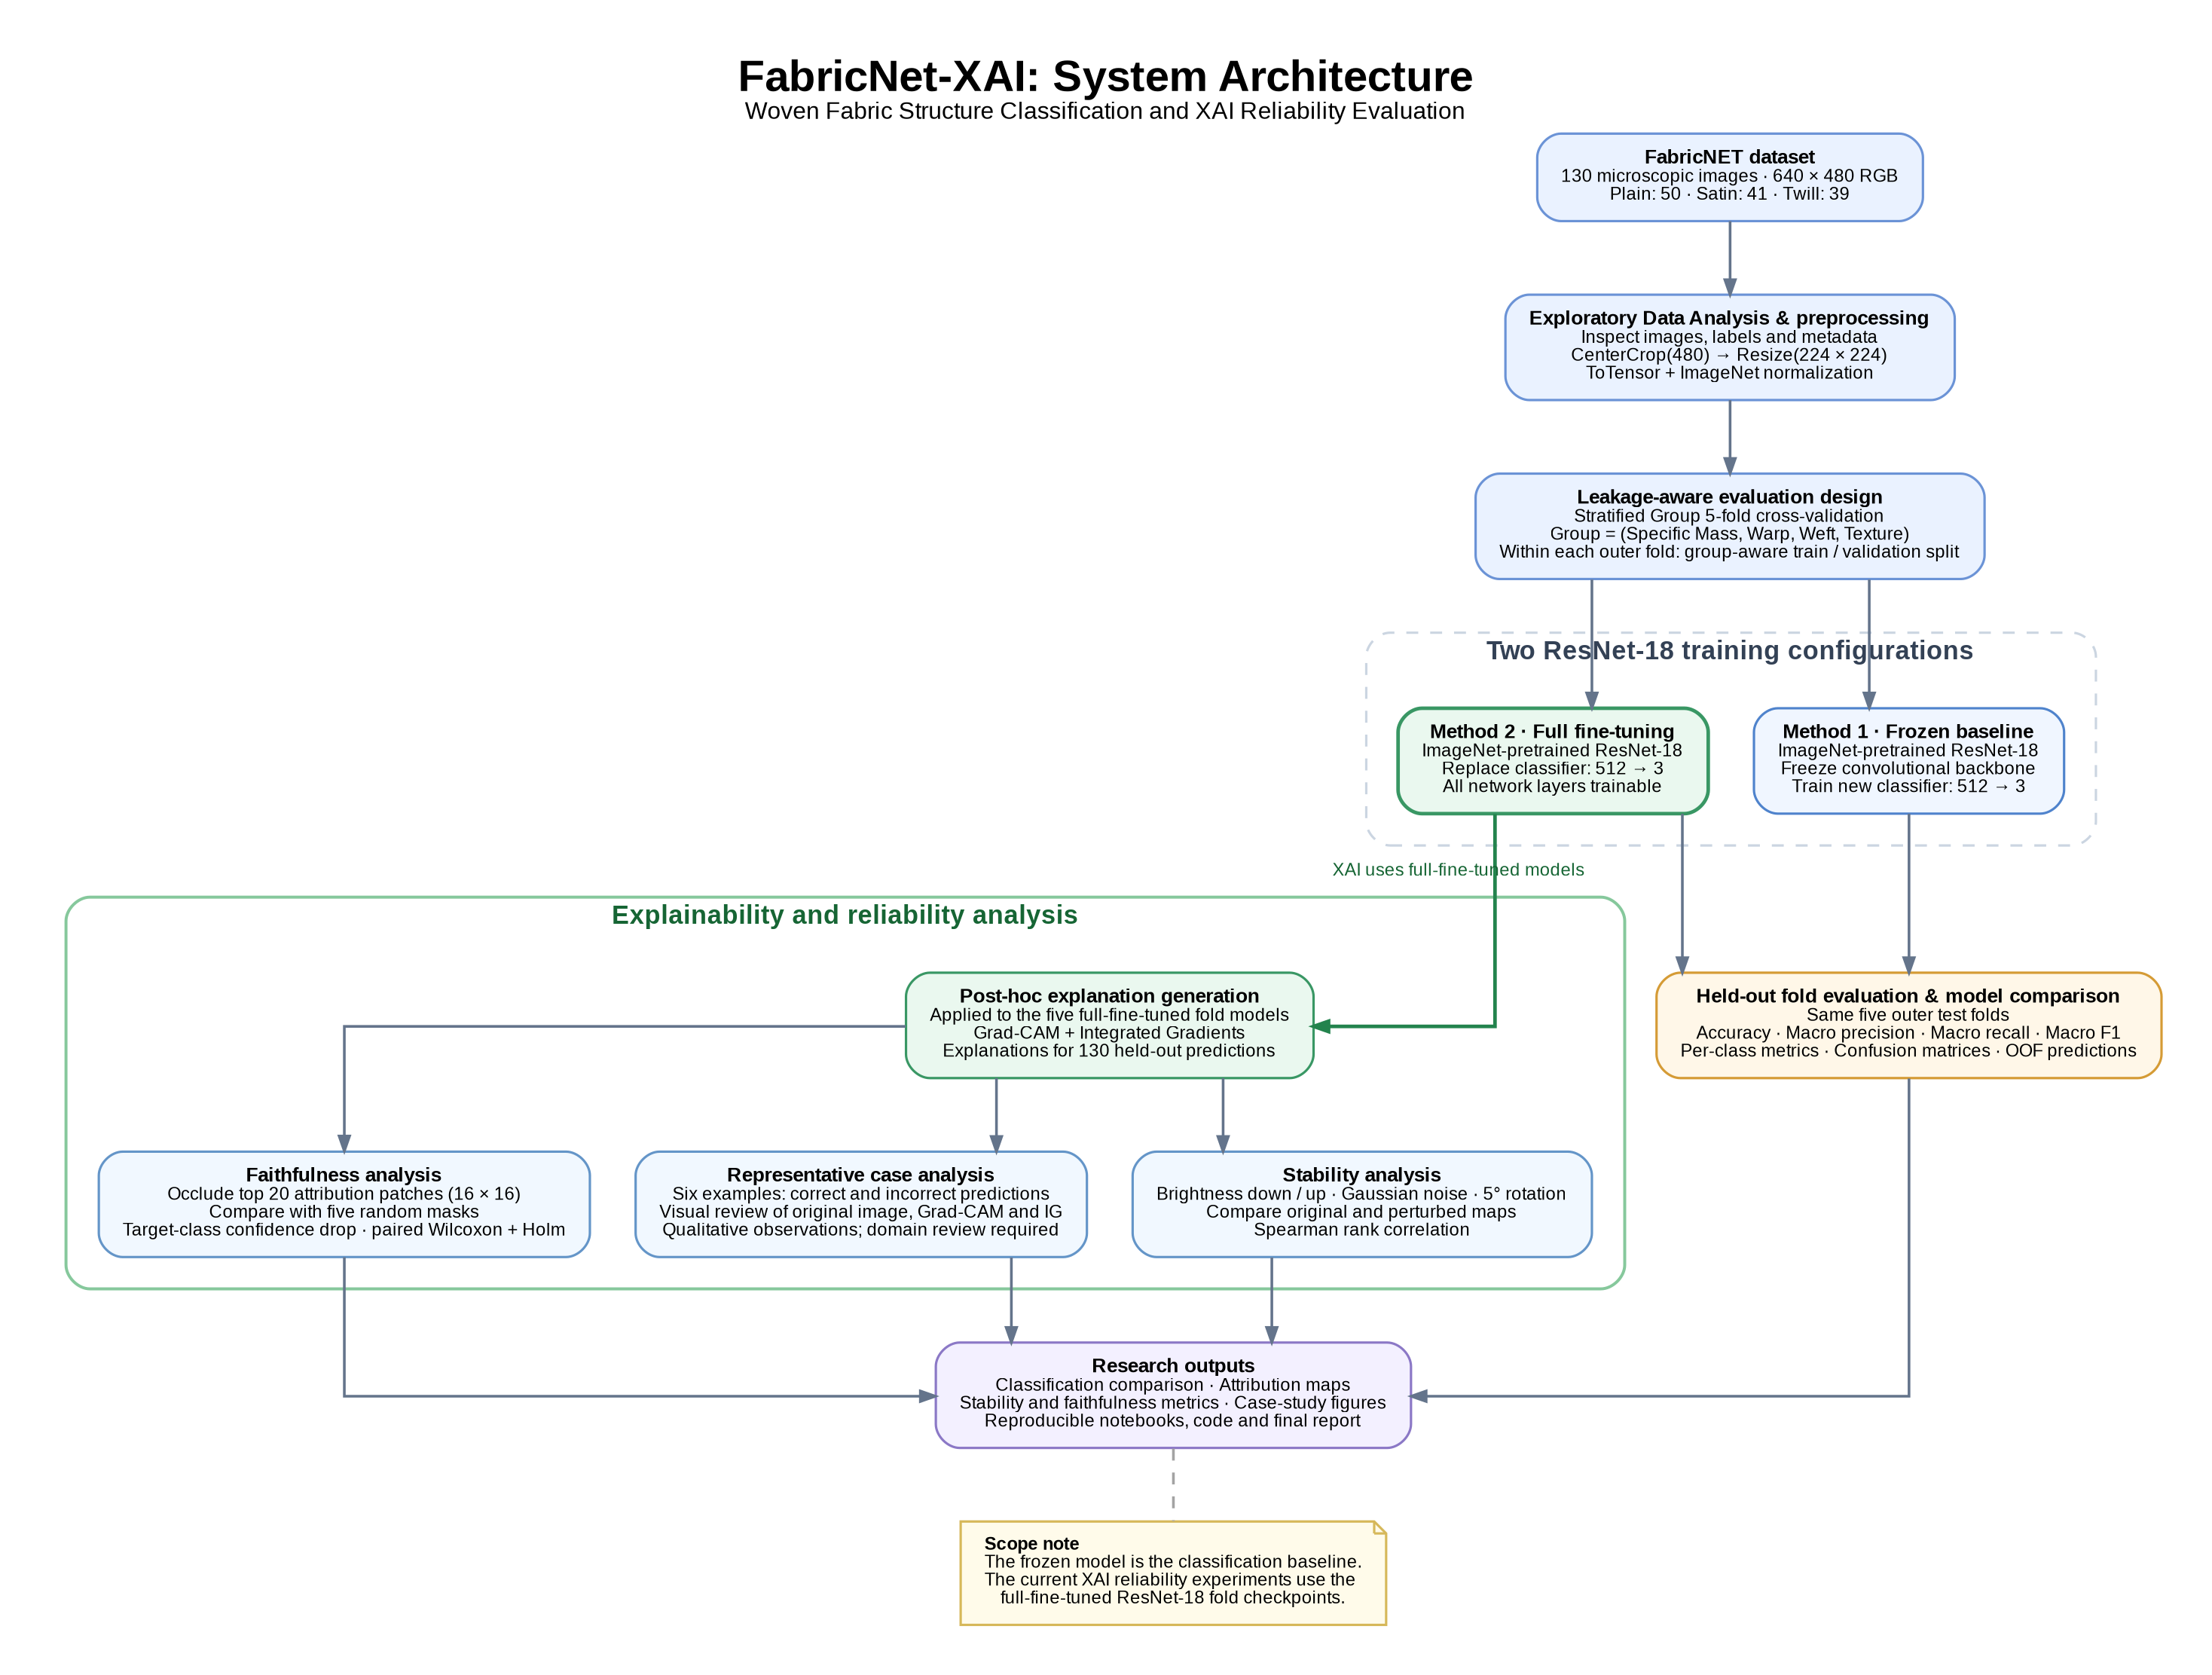 FabricNet-XAI: System Architecture
Woven Fabric Structure Classification and XAI Reliability Evaluation
FabricNET dataset
130 microscopic images · 640 × 480 RGB
Plain: 50 · Satin: 41 · Twill: 39
Exploratory Data Analysis & preprocessing
Inspect images, labels and metadata
CenterCrop(480) → Resize(224 × 224)
ToTensor + ImageNet normalization
Leakage-aware evaluation design
Stratified Group 5-fold cross-validation
Group = (Specific Mass, Warp, Weft, Texture)
Within each outer fold: group-aware train / validation split
Two ResNet-18 training configurations
Method 2 · Full fine-tuning
ImageNet-pretrained ResNet-18
Replace classifier: 512 → 3
All network layers trainable
Method 1 · Frozen baseline
ImageNet-pretrained ResNet-18
Freeze convolutional backbone
Train new classifier: 512 → 3
XAI uses full-fine-tuned models
Explainability and reliability analysis
Post-hoc explanation generation
Applied to the five full-fine-tuned fold models
Grad-CAM + Integrated Gradients
Explanations for 130 held-out predictions
Held-out fold evaluation & model comparison
Same five outer test folds
Accuracy · Macro precision · Macro recall · Macro F1
Per-class metrics · Confusion matrices · OOF predictions
Faithfulness analysis
Occlude top 20 attribution patches (16 × 16)
Compare with five random masks
Target-class confidence drop · paired Wilcoxon + Holm
Representative case analysis
Six examples: correct and incorrect predictions
Visual review of original image, Grad-CAM and IG
Qualitative observations; domain review required
Stability analysis
Brightness down / up · Gaussian noise · 5° rotation
Compare original and perturbed maps
Spearman rank correlation
Research outputs
Classification comparison · Attribution maps
Stability and faithfulness metrics · Case-study figures
Reproducible notebooks, code and final report
Scope note
The frozen model is the classification baseline.
The current XAI reliability experiments use the
full-fine-tuned ResNet-18 fold checkpoints.